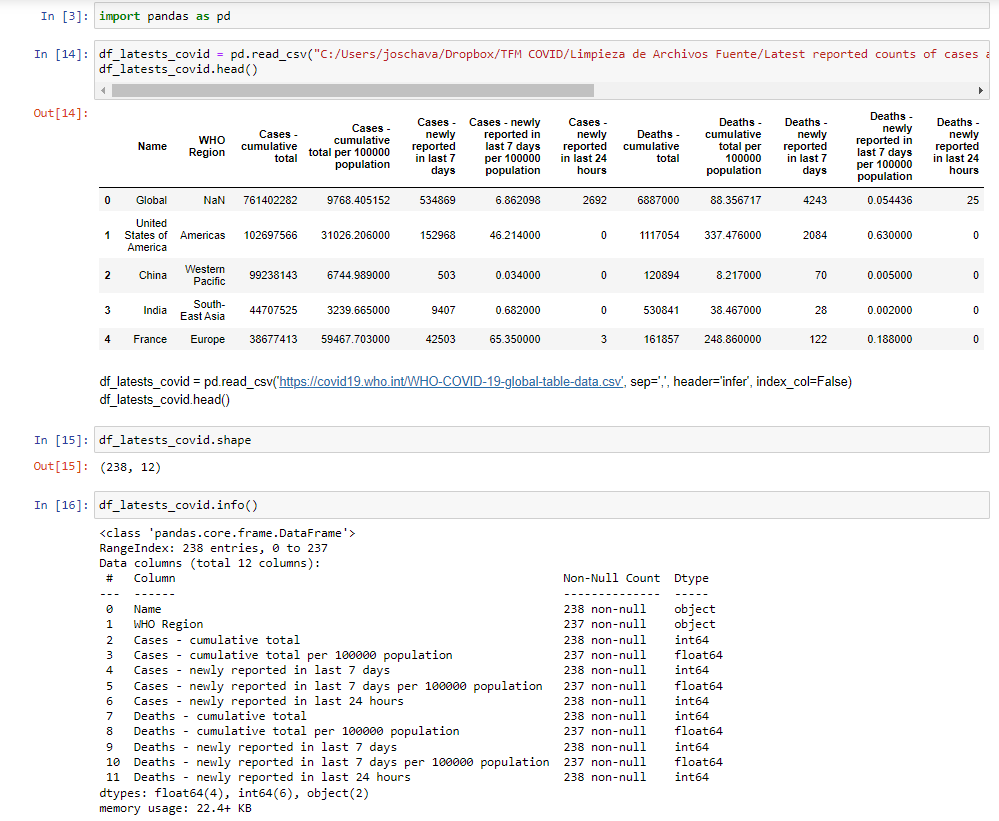 In [3]: import pandas as pd
In [14]: df_latests_covid = pd.read_csv("C:/Users/joschava/Dropbox/TFM COVID/Limpieza de Archivos Fuente/Latest reported counts of cases
df_latests_covid.head()
Out[14]:
Name WHO Region Cases - cumulative total Cases - cumulative total per 100000 population Cases - newly reported in last 7 days Cases - newly reported in last 7 days per 100000 population Cases - newly reported in last 24 hours Deaths - cumulative total Deaths - cumulative total per 100000 population Deaths - newly reported in last 7 days Deaths - newly reported in last 7 days per 100000 population Deaths - newly reported in last 24 hours
0 Global NaN 761402282 9768.405152 534869 6.862098 2692 6887000 88.356717 4243 0.054436 25
1 United States of America Americas 102697566 31026.206000 152968 46.214000 0 1117054 337.476000 2084 0.630000 0
2 China Western Pacific 99238143 6744.989000 503 0.034000 0 120894 8.217000 70 0.005000 0
3 India South-East Asia 44707525 3239.665000 9407 0.682000 0 530841 38.467000 28 0.002000 0
4 France Europe 38677413 59467.703000 42503 65.350000 3 161857 248.860000 122 0.188000 0
df_latests_covid = pd.read_csv('https://covid19.who.int/WHO-COVID-19-global-table-data.csv', sep=',', header='infer', index_col=False)
df_latests_covid.head()
In [15]: df_latests_covid.shape
Out[15]: (238, 12)
In [16]: df_latests_covid.info()
<class 'pandas.core.frame.DataFrame'>
RangeIndex: 238 entries, 0 to 237
Data columns (total 12 columns):
# Column Non-Null Count Dtype
--- ------ -------------- -----
0 Name 238 non-null object
1 WHO Region 237 non-null object
2 Cases - cumulative total 238 non-null int64
3 Cases - cumulative total per 100000 population 237 non-null float64
4 Cases - newly reported in last 7 days 238 non-null int64
5 Cases - newly reported in last 7 days per 100000 population 237 non-null float64
6 Cases - newly reported in last 24 hours 238 non-null int64
7 Deaths - cumulative total 238 non-null int64
8 Deaths - cumulative total per 100000 population 237 non-null float64
9 Deaths - newly reported in last 7 days 238 non-null int64
10 Deaths - newly reported in last 7 days per 100000 population 237 non-null float64
11 Deaths - newly reported in last 24 hours 238 non-null int64
dtypes: float64(4), int64(6), object(2)
memory usage: 22.4+ KB